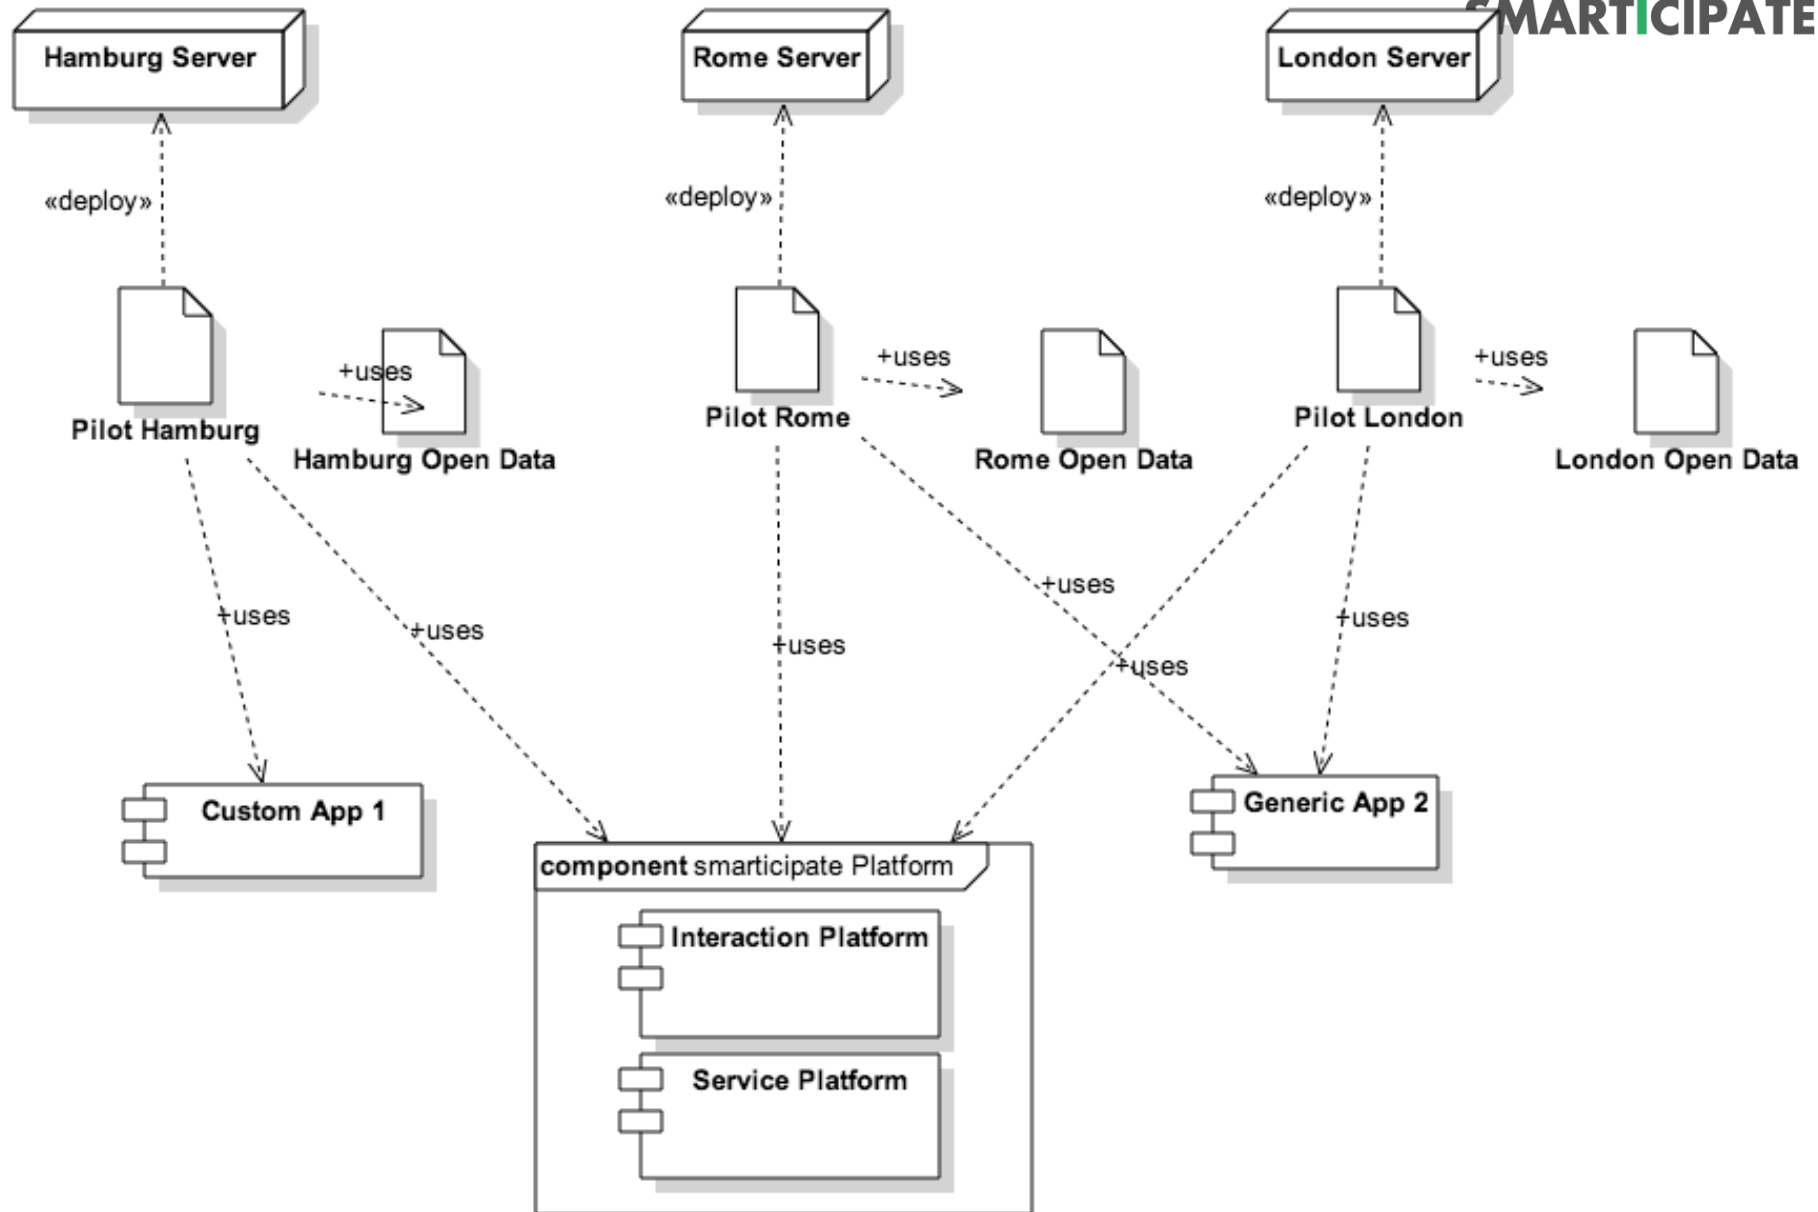 SMARTICIPATE
Hamburg Server
Rome Server
London Server
«deploy»
«deploy»
«deploy»
+uses
+uses
+uses
Pilot Hamburg
Pilot Rome
Pilot London
Hamburg Open Data
Rome Open Data
London Open Data
+uses
+uses
+uses
+uses
+uses
+uses
Custom App 1
Generic App 2
component smarticipate Platform
Interaction Platform
Service Platform